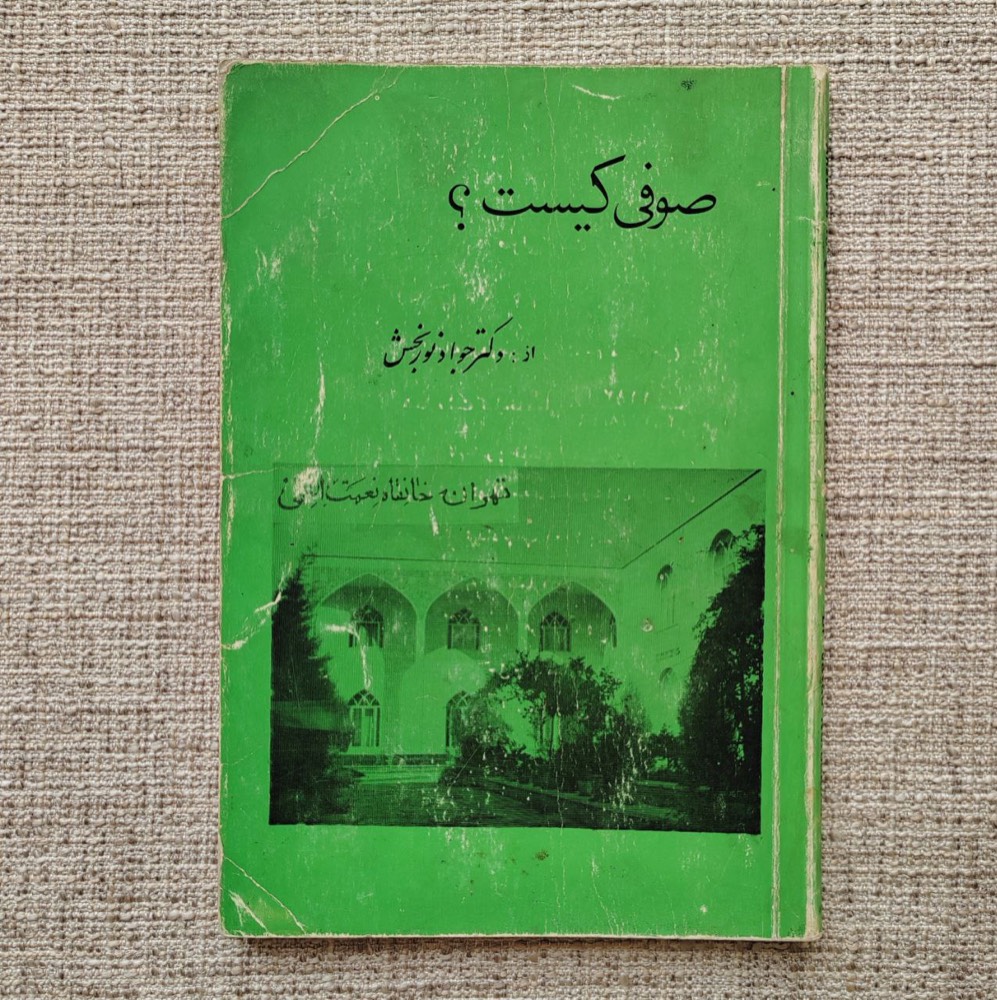 صوفی کیست؟
از: دکتر جواد نوربخش
تهران خانقاه نعمت‌اللهی